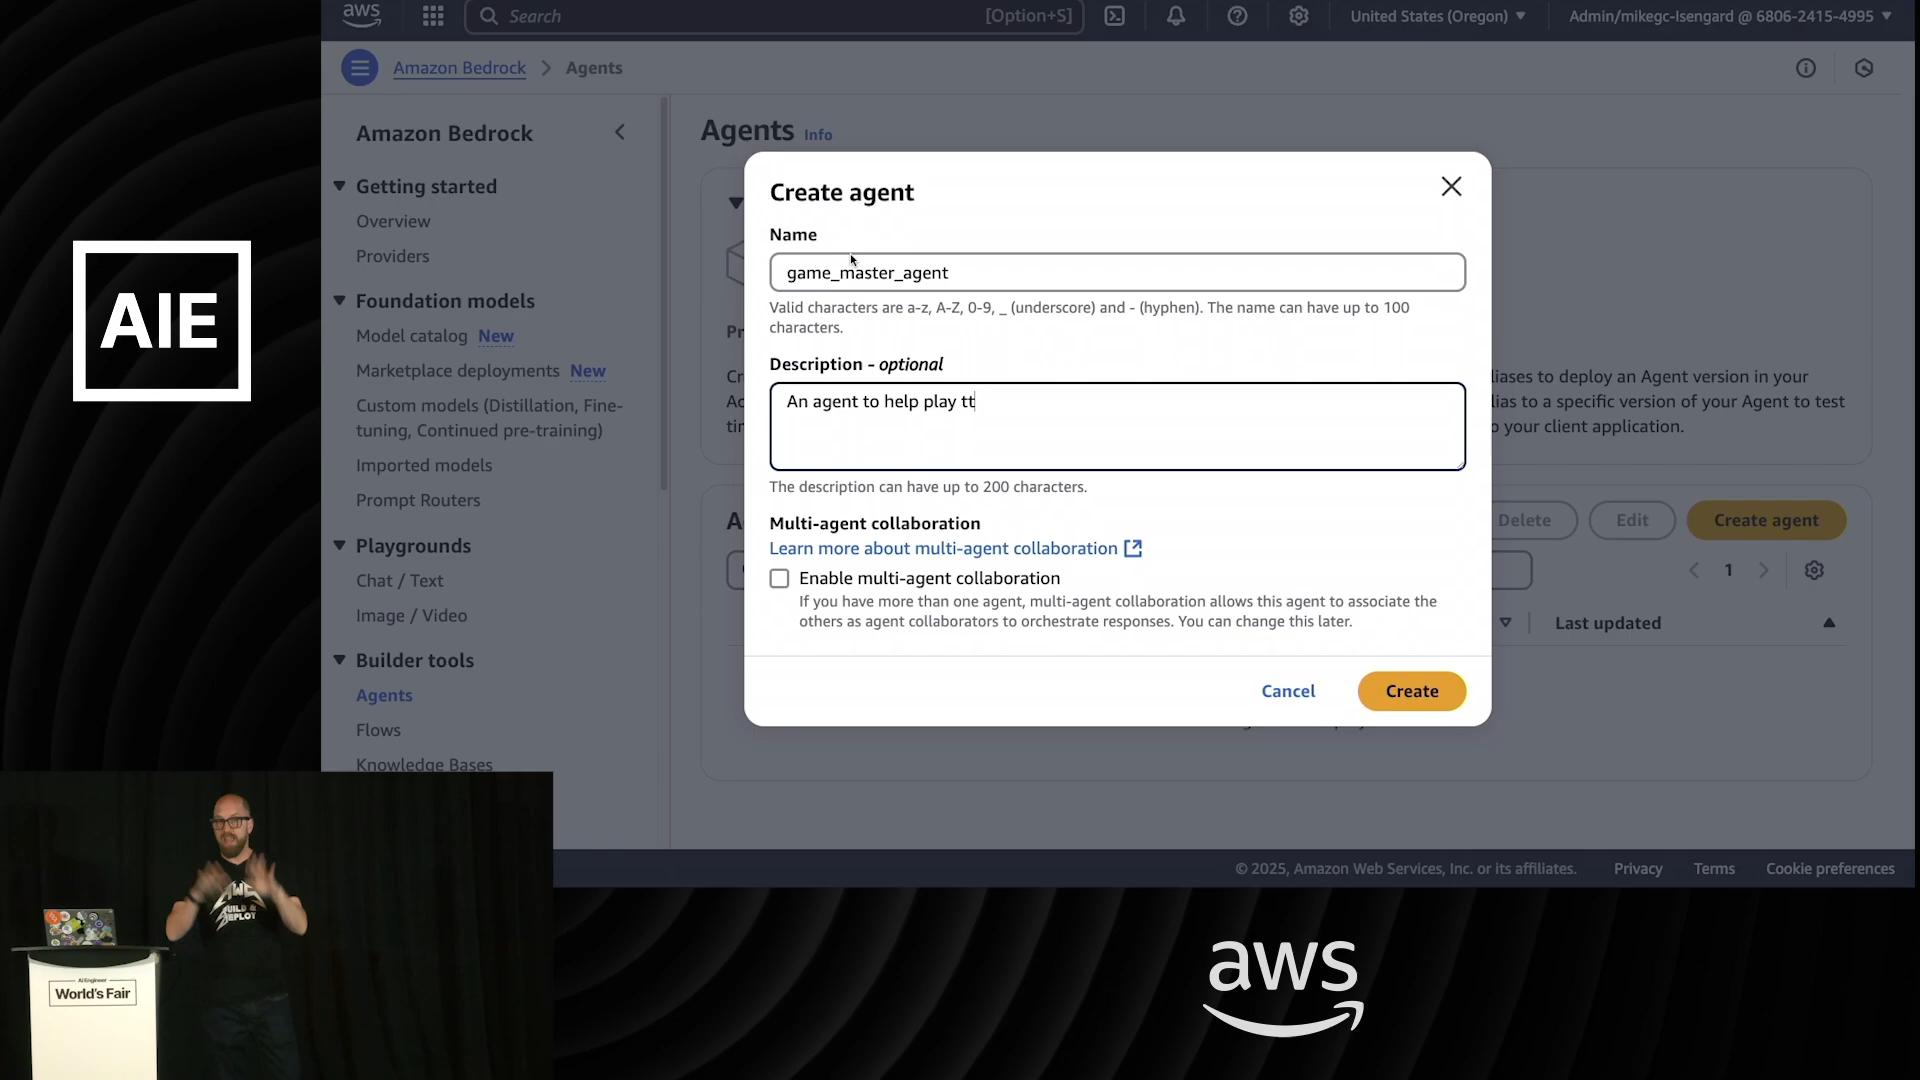 aws
Search
[Option+S]
United States (Oregon)
Admin/mikegc-Isengard @ 6806-2415-4995
Amazon Bedrock
Agents
Amazon Bedrock
Getting started
Overview
Providers
Foundation models
Model catalog New
Marketplace deployments New
Custom models (Distillation, Fine-
tuning, Continued pre-training)
Imported models
Prompt Routers
Playgrounds
Chat / Text
Image / Video
Builder tools
Agents
Flows
Knowledge Bases
Agents Info
Create agent
Name
game_master_agent
Valid characters are a-z, A-Z, 0-9, _ (underscore) and - (hyphen). The name can have up to 100
characters.
Description - optional
An agent to help play tt
The description can have up to 200 characters.
Multi-agent collaboration
Learn more about multi-agent collaboration
Enable multi-agent collaboration
If you have more than one agent, multi-agent collaboration allows this agent to associate the
others as agent collaborators to orchestrate responses. You can change this later.
Cancel
Create
liases to deploy an Agent version in your
lias to a specific version of your Agent to test
o your client application.
Delete
Edit
Create agent
1
Last updated
© 2025, Amazon Web Services, Inc. or its affiliates.
Privacy
Terms
Cookie preferences
AIE
AWS
BUILD &
DEPLOY
AI Engineer
World's Fair
aws